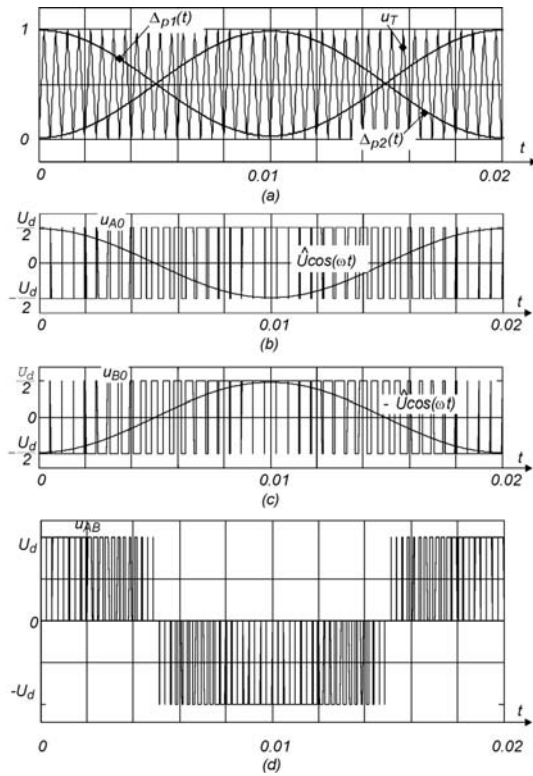 1 Δp1(t) uT
0 Δp2(t)
0 0.01 0.02 t
(a)
Ud/2 uA0
0 Ûcos(ωt)
-Ud/2 t
0 0.01 0.02
(b)
Ud/2 uB0
0 - Ûcos(ωt)
-Ud/2 t
0 0.01 0.02
(c)
uAB
Ud
0
-Ud
t
0 0.01 0.02
(d)